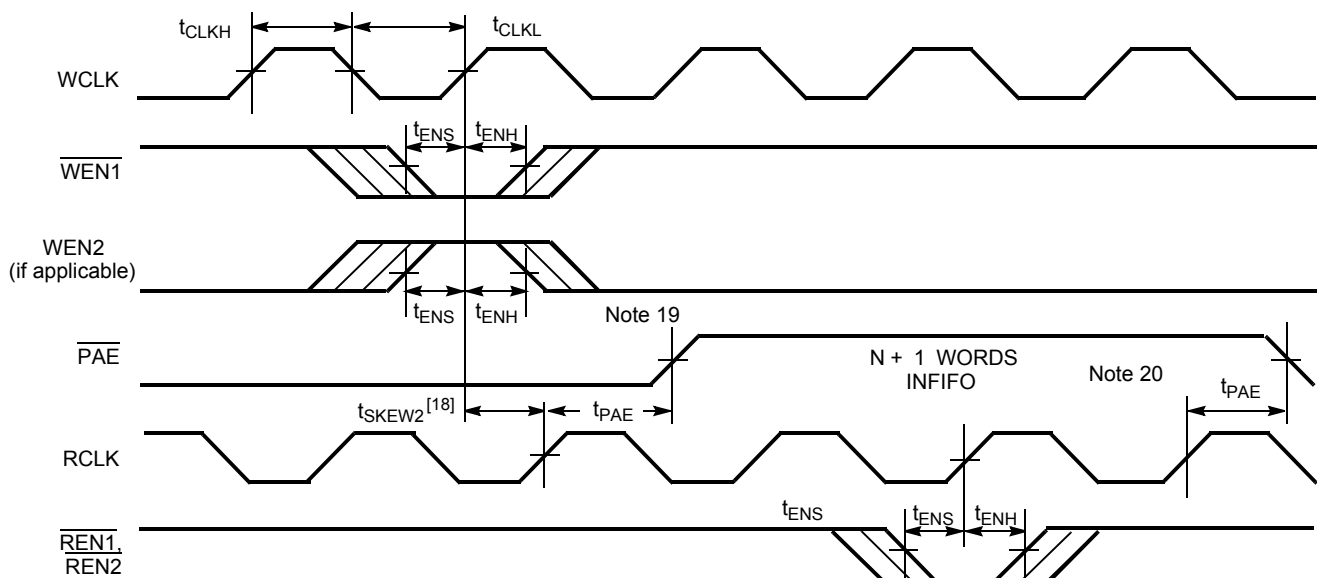 tCLKH tCLKL
WCLK
tENS tENH
WEN1
WEN2
(if applicable)
tENS tENH
Note 19
PAE
N + 1 WORDS
INFIFO
Note 20
tPAE
tSKEW2[18]
tPAE
RCLK
tENS tENS tENH
REN1,
REN2